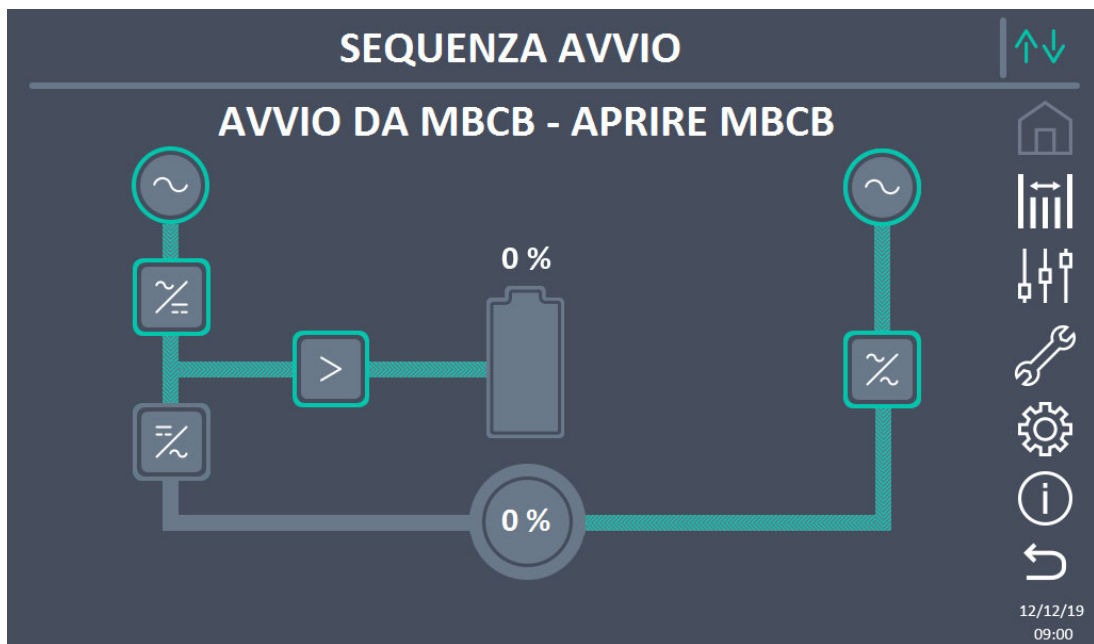 SEQUENZA AVVIO
AVVIO DA MBCB - APRIRE MBCB
0 %
0 %
12/12/19
09:00